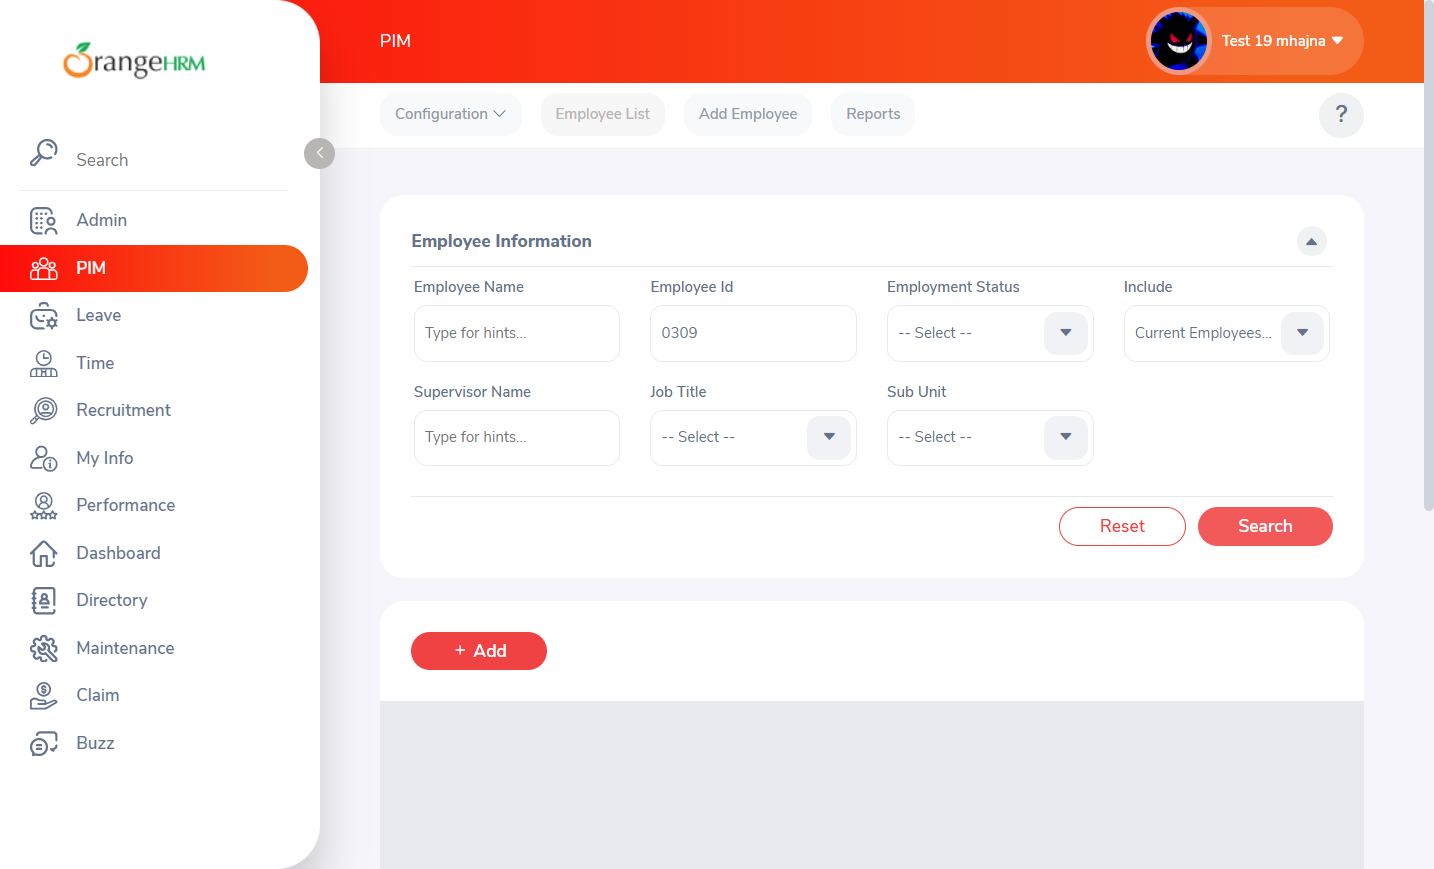 OrangeHRM
PIM
Test 19 mhajna
Configuration
Employee List
Add Employee
Reports
?
Search
Admin
PIM
Leave
Time
Recruitment
My Info
Performance
Dashboard
Directory
Maintenance
Claim
Buzz
Employee Information
Employee Name
Employee Id
Employment Status
Include
Type for hints...
0309
-- Select --
Current Employees...
Supervisor Name
Job Title
Sub Unit
Type for hints...
-- Select --
-- Select --
Reset
Search
+ Add